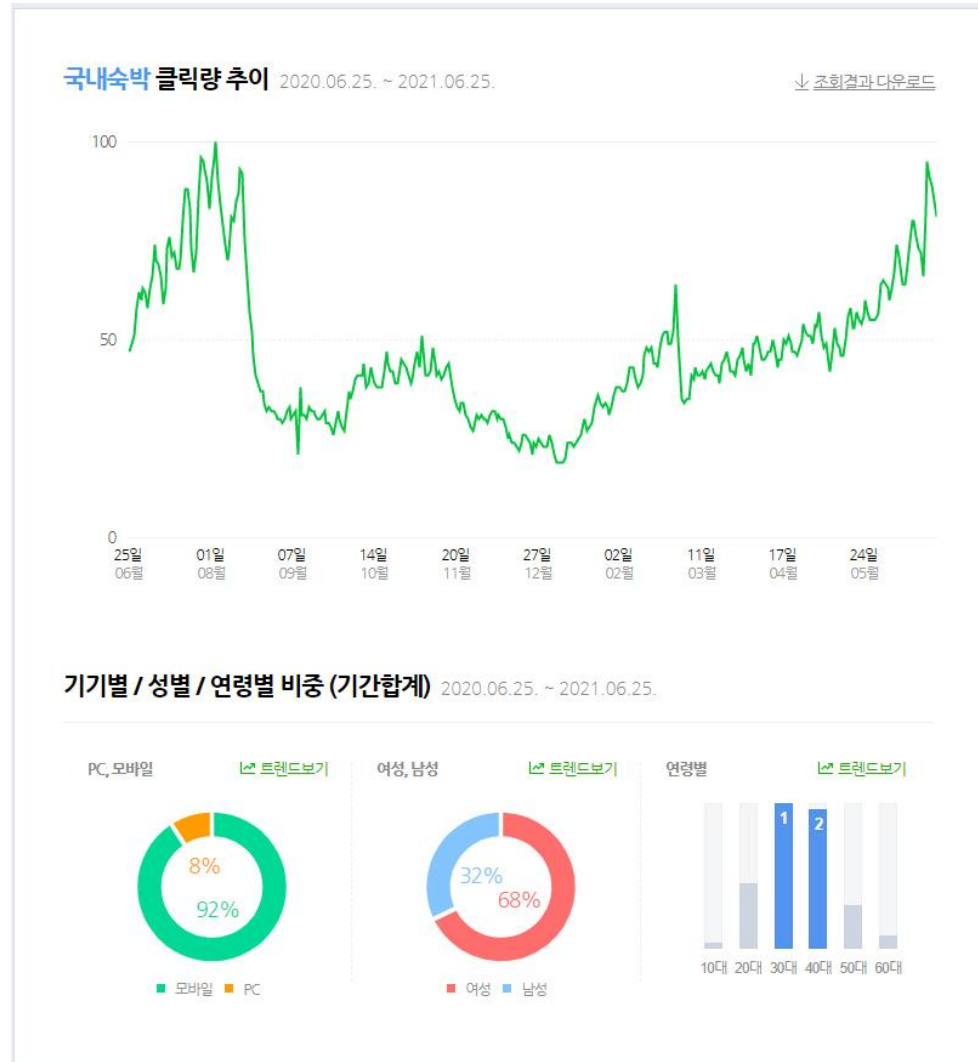 국내숙박 클릭량 추이 2020.06.25. ~ 2021.06.25.
조회결과 다운로드
100
50
0
25일 01일 07일 14일 20일 27일 02일 11일 17일 24일
06월 08월 09월 10월 11월 12월 02월 03월 04월 05월
기기별 / 성별 / 연령별 비중 (기간합계) 2020.06.25. ~ 2021.06.25.
PC, 모바일 트렌드보기 여성, 남성 트렌드보기 연령별 트렌드보기
8%
92%
모바일 PC
32%
68%
여성 남성
1 2
10대 20대 30대 40대 50대 60대